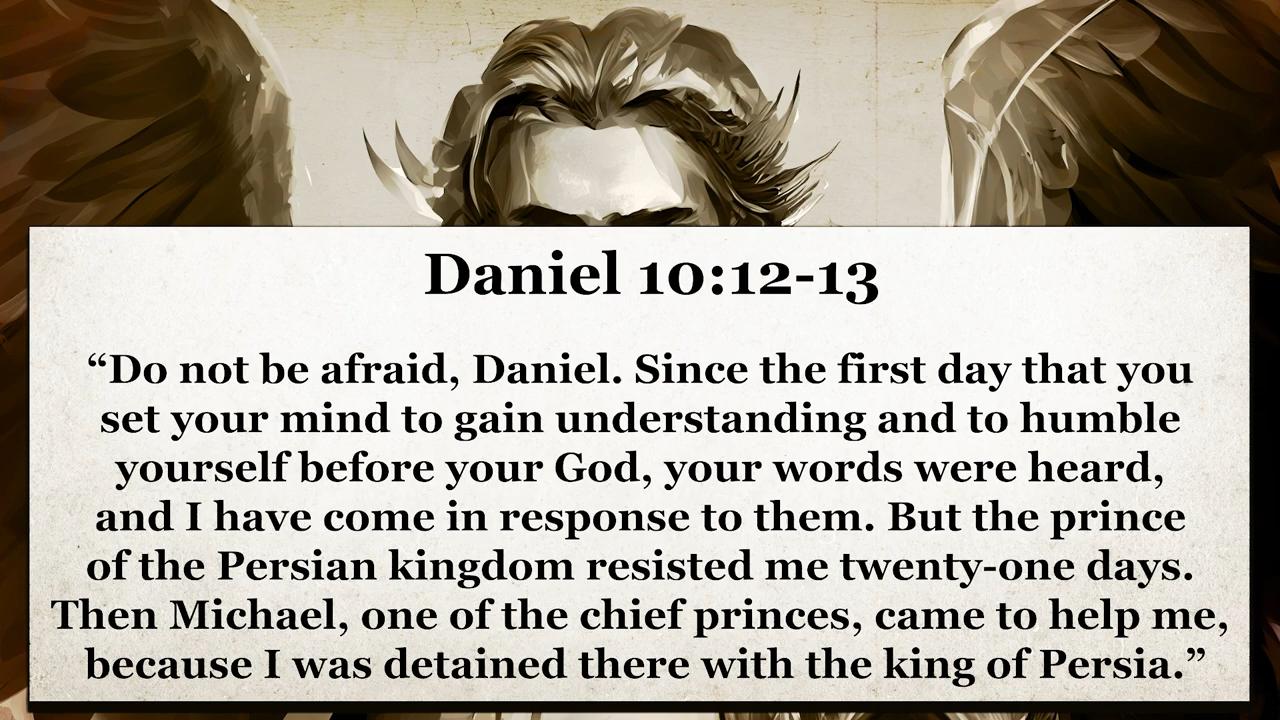 Daniel 10:12-13
“Do not be afraid, Daniel. Since the first day that you
set your mind to gain understanding and to humble
yourself before your God, your words were heard,
and I have come in response to them. But the prince
of the Persian kingdom resisted me twenty-one days.
Then Michael, one of the chief princes, came to help me,
because I was detained there with the king of Persia.”